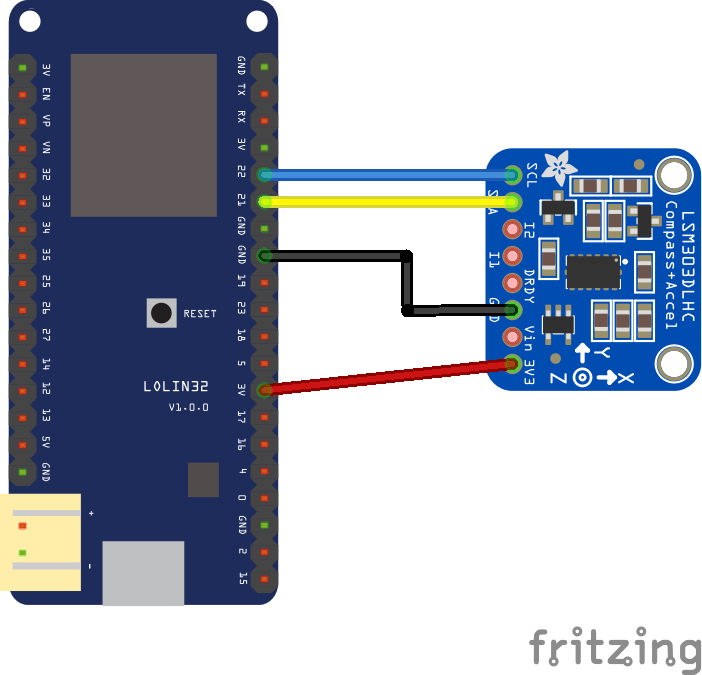 3V
EN
VP
VN
32
33
34
35
25
26
27
14
12
13
5V
GND
+
-
GND
TX
RX
3V
22
21
GND
GND
19
23
18
5
3V
17
16
4
0
GND
2
15
RESET
LOLIN32
V1.0.0
SCL
SDA
I2
I1
DRDY
GND
Vin
3V3
LSM303DLHC
Compass+Accel
Y
X
Z
fritzing